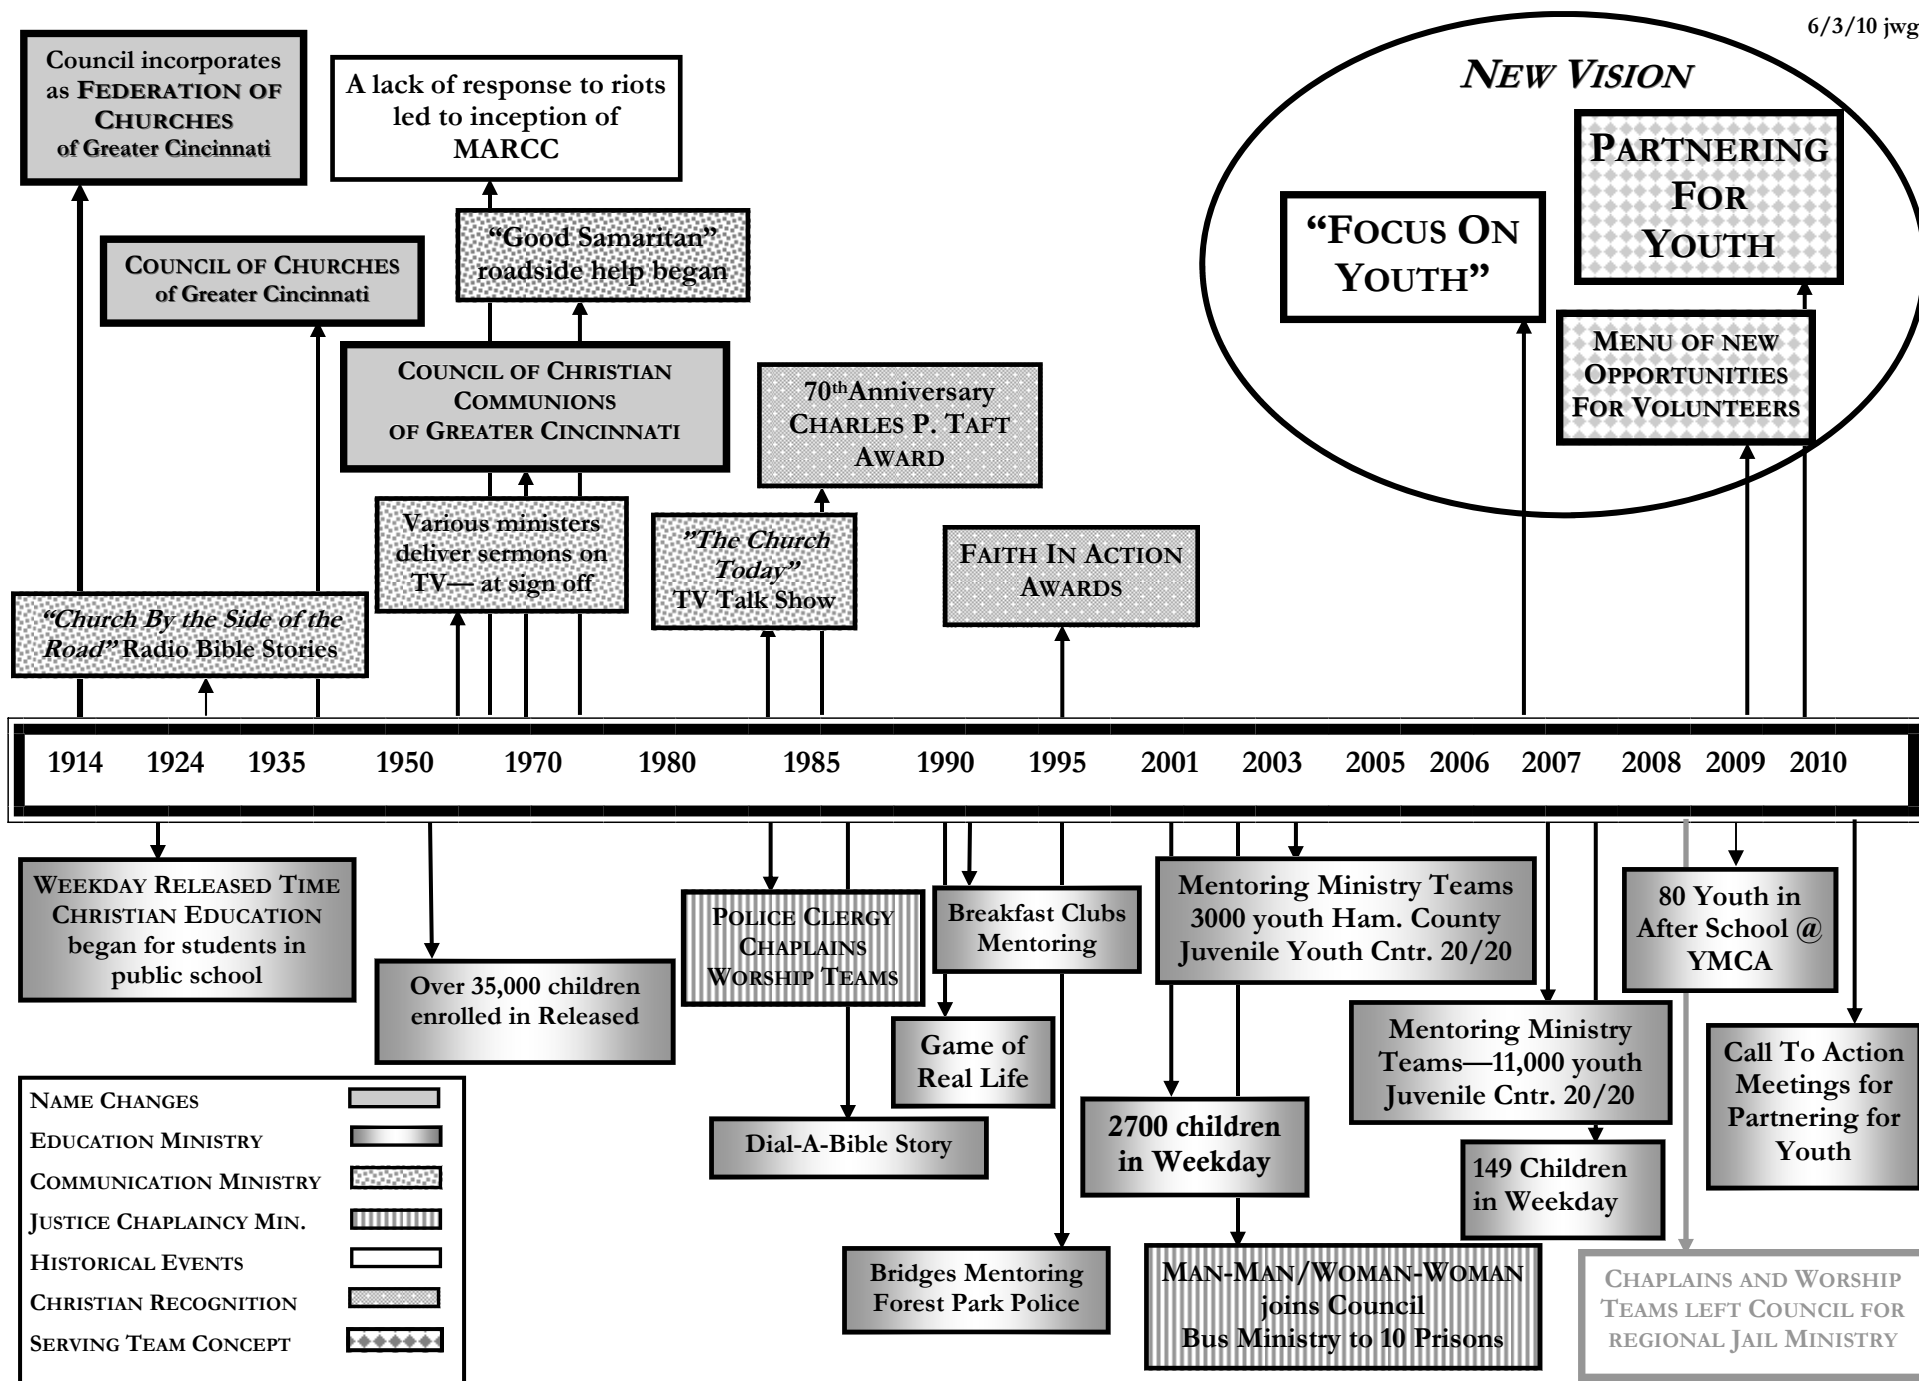 6/3/10 jwg
Council incorporates
as FEDERATION OF
CHURCHES
of Greater Cincinnati
A lack of response to riots
led to inception of
MARCC
NEW VISION
PARTNERING
FOR
YOUTH
“FOCUS ON
YOUTH”
“Good Samaritan”
roadside help began
COUNCIL OF CHURCHES
of Greater Cincinnati
MENU OF NEW
OPPORTUNITIES
FOR VOLUNTEERS
COUNCIL OF CHRISTIAN
COMMUNIONS
OF GREATER CINCINNATI
70thAnniversary
CHARLES P. TAFT
AWARD
Various ministers
deliver sermons on
TV— at sign off
”The Church
Today”
TV Talk Show
FAITH IN ACTION
AWARDS
“Church By the Side of the
Road” Radio Bible Stories
1914 1924 1935 1950 1970 1980 1985 1990 1995 2001 2003 2005 2006 2007 2008 2009 2010
WEEKDAY RELEASED TIME
CHRISTIAN EDUCATION
began for students in
public school
Over 35,000 children
enrolled in Released
POLICE CLERGY
CHAPLAINS
WORSHIP TEAMS
Breakfast Clubs
Mentoring
Mentoring Ministry Teams
3000 youth Ham. County
Juvenile Youth Cntr. 20/20
80 Youth in
After School @
YMCA
Game of
Real Life
Mentoring Ministry
Teams—11,000 youth
Juvenile Cntr. 20/20
Call To Action
Meetings for
Partnering for
Youth
Dial-A-Bible Story
2700 children
in Weekday
149 Children
in Weekday
Bridges Mentoring
Forest Park Police
MAN-MAN/WOMAN-WOMAN
joins Council
Bus Ministry to 10 Prisons
CHAPLAINS AND WORSHIP
TEAMS LEFT COUNCIL FOR
REGIONAL JAIL MINISTRY
NAME CHANGES
EDUCATION MINISTRY
COMMUNICATION MINISTRY
JUSTICE CHAPLAINCY MIN.
HISTORICAL EVENTS
CHRISTIAN RECOGNITION
SERVING TEAM CONCEPT